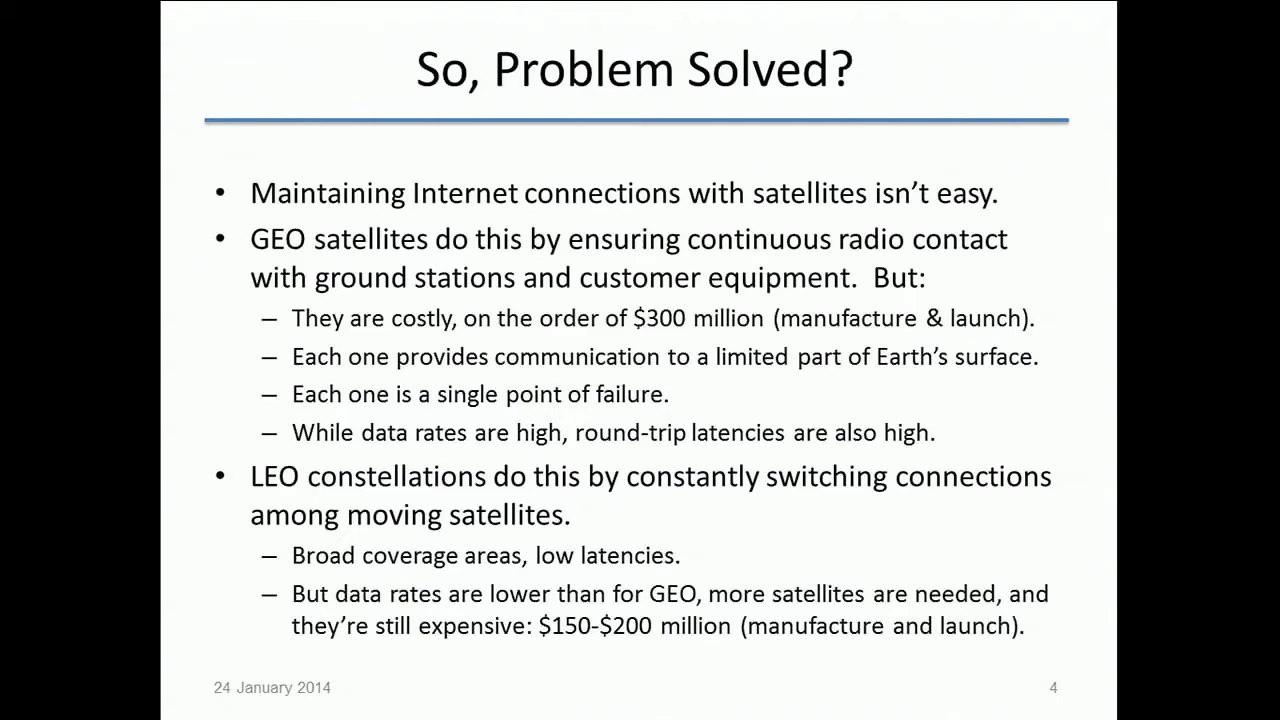 So, Problem Solved?
• Maintaining Internet connections with satellites isn’t easy.
• GEO satellites do this by ensuring continuous radio contact
with ground stations and customer equipment.  But:
– They are costly, on the order of $300 million (manufacture & launch).
– Each one provides communication to a limited part of Earth’s surface.
– Each one is a single point of failure.
– While data rates are high, round-trip latencies are also high.
• LEO constellations do this by constantly switching connections
among moving satellites.
– Broad coverage areas, low latencies.
– But data rates are lower than for GEO, more satellites are needed, and
they’re still expensive: $150-$200 million (manufacture and launch).
24 January 2014
4